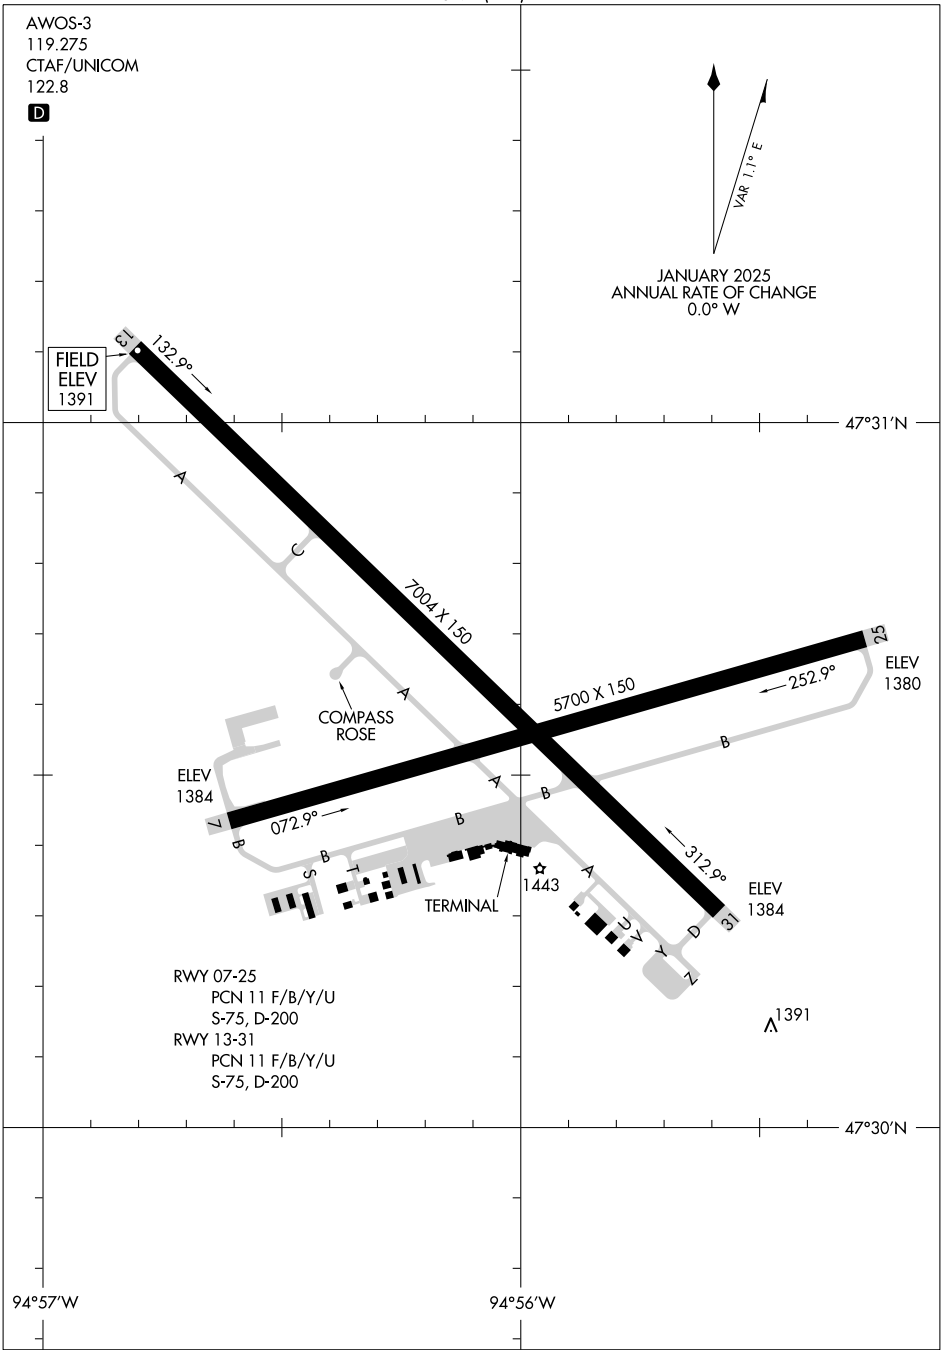 AWOS-3
119.275
CTAF/UNICOM
122.8
D
VAR 1.1° E
JANUARY 2025
ANNUAL RATE OF CHANGE
0.0° W
13
132.9°
FIELD
ELEV
1391
47°31'N
A
C
7004 X 150
25
ELEV
1380
252.9°
5700 X 150
A
COMPASS
ROSE
B
ELEV
1384
A
B
7
072.9°
B
B
B
S
T
TERMINAL
1443
A
312.9°
ELEV
1384
31
U
V
Y
D
Z
RWY 07-25
PCN 11 F/B/Y/U
S-75, D-200
RWY 13-31
PCN 11 F/B/Y/U
S-75, D-200
1391
47°30'N
94°57'W
94°56'W